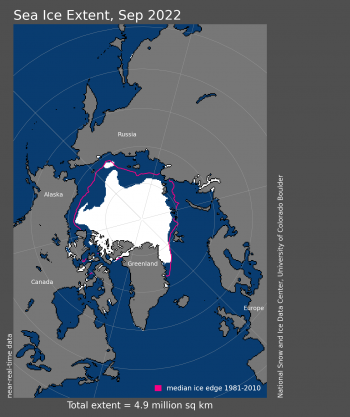 Sea Ice Extent, Sep 2022
Russia
Alaska
Greenland
Canada
Europe
median ice edge 1981-2010
Total extent = 4.9 million sq km
near-real-time data
National Snow and Ice Data Center, University of Colorado Boulder